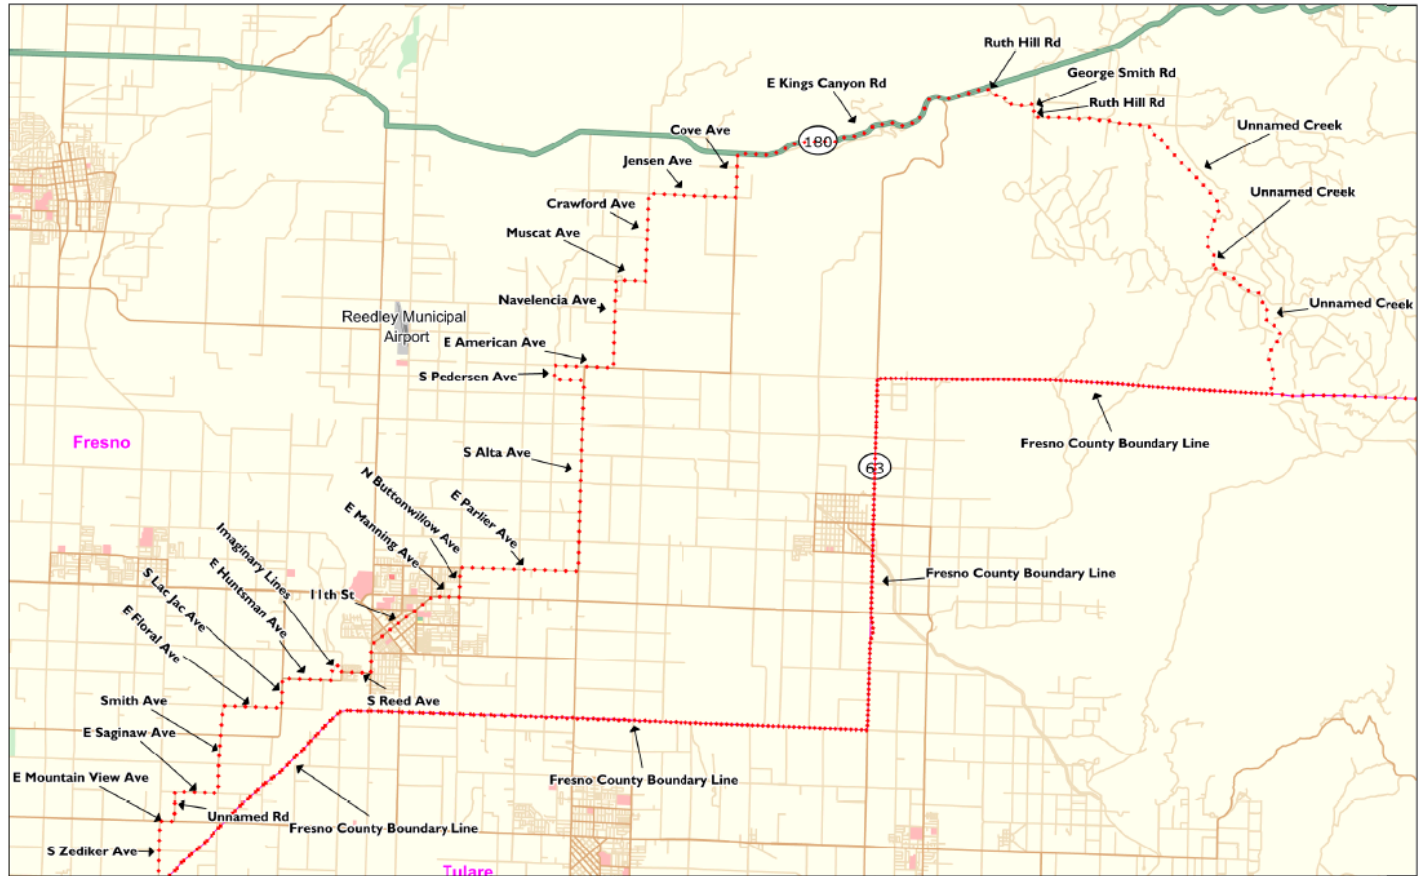 Ruth Hill Rd
George Smith Rd
E Kings Canyon Rd
Ruth Hill Rd
Unnamed Creek
Cove Ave
180
Jensen Ave
Unnamed Creek
Crawford Ave
Muscat Ave
Navelencia Ave
Unnamed Creek
Reedley Municipal
Airport
E American Ave
S Pedersen Ave
Fresno
Fresno County Boundary Line
S Alta Ave
63
N Buttonwillow Ave
E Parlier Ave
E Manning Ave
Imaginary Lines
E Huntsman Ave
11th St
S Lac Jac Ave
E Floral Ave
Fresno County Boundary Line
Smith Ave
S Reed Ave
E Saginaw Ave
E Mountain View Ave
Fresno County Boundary Line
Unnamed Rd
Fresno County Boundary Line
S Zediker Ave
Tulare